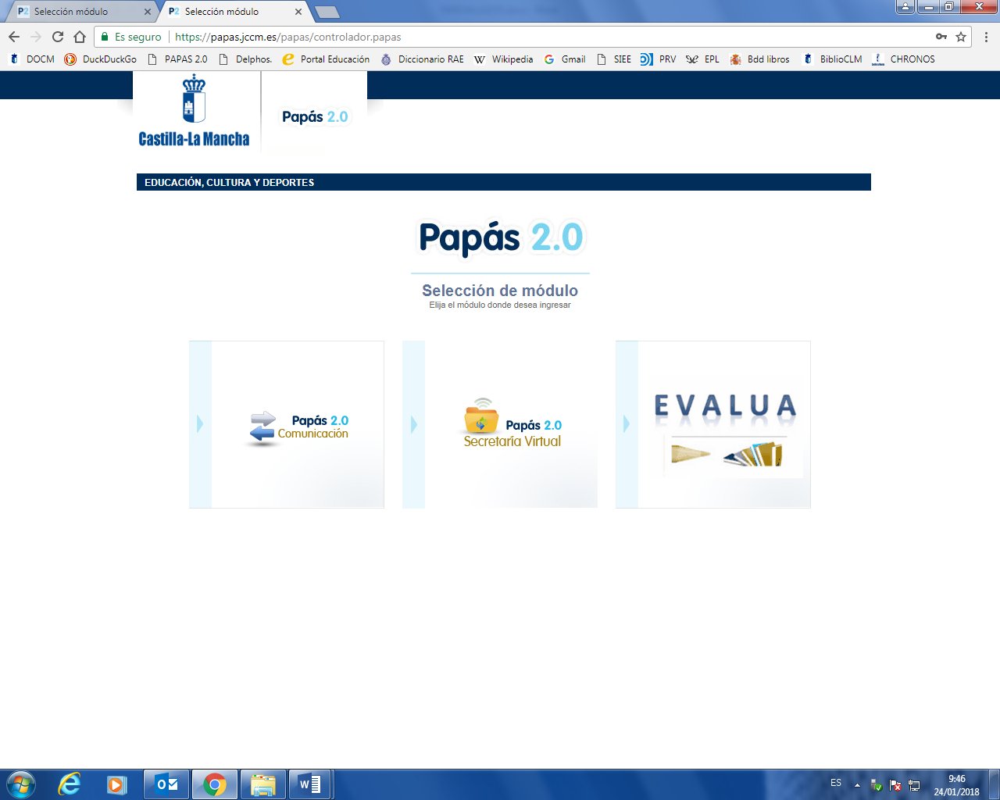 P2 Selección módulo
P2 Selección módulo
Es seguro https://papas.jccm.es/papas/controlador.papas
DOCM DuckDuckGo PAPAS 2.0 Delphos. Portal Educación Diccionario RAE Wikipedia Gmail SIEE PRV EPL Bdd libros BiblioCLM CHRONOS
Castilla-La Mancha
Papás 2.0
EDUCACIÓN, CULTURA Y DEPORTES
Papás 2.0
Selección de módulo
Elija el módulo donde desea ingresar
Papás 2.0
Comunicación
Papás 2.0
Secretaría Virtual
EVALUA
ES
9:46
24/01/2018